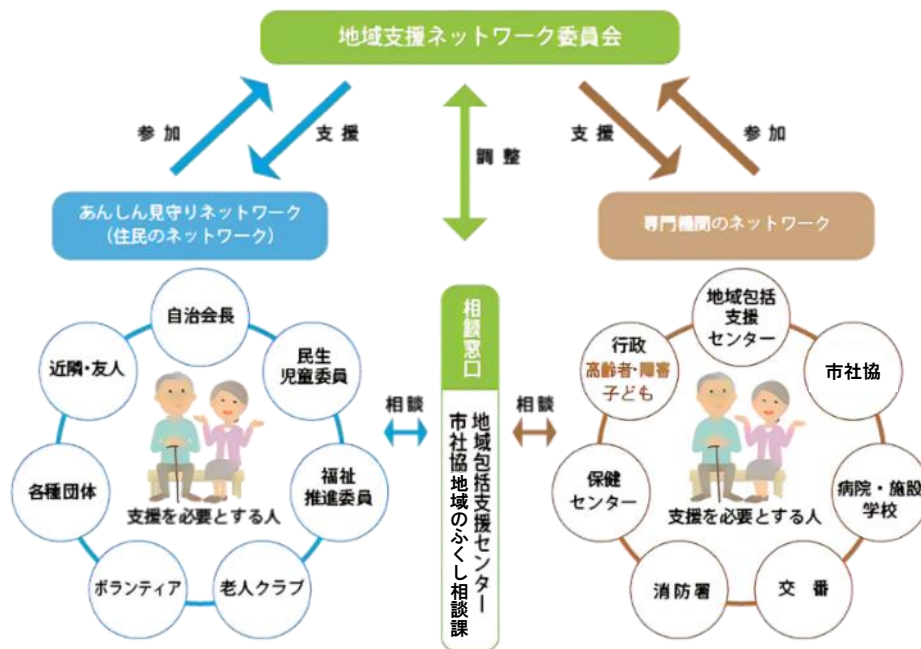 地域支援ネットワーク委員会
参加
支援
調整
支援
参加
あんしん見守りネットワーク
(住民のネットワーク)
専門機関のネットワーク
自治会長
近隣・友人
民生
児童委員
各種団体
福祉
推進委員
ボランティア
老人クラブ
支援を必要とする人
相談
相談窓口
地域包括支援センター
市社協地域のふくし相談課
相談
地域包括
支援
センター
行政
高齢者・障害
子ども
市社協
保健
センター
病院・施設
学校
消防署
交番
支援を必要とする人